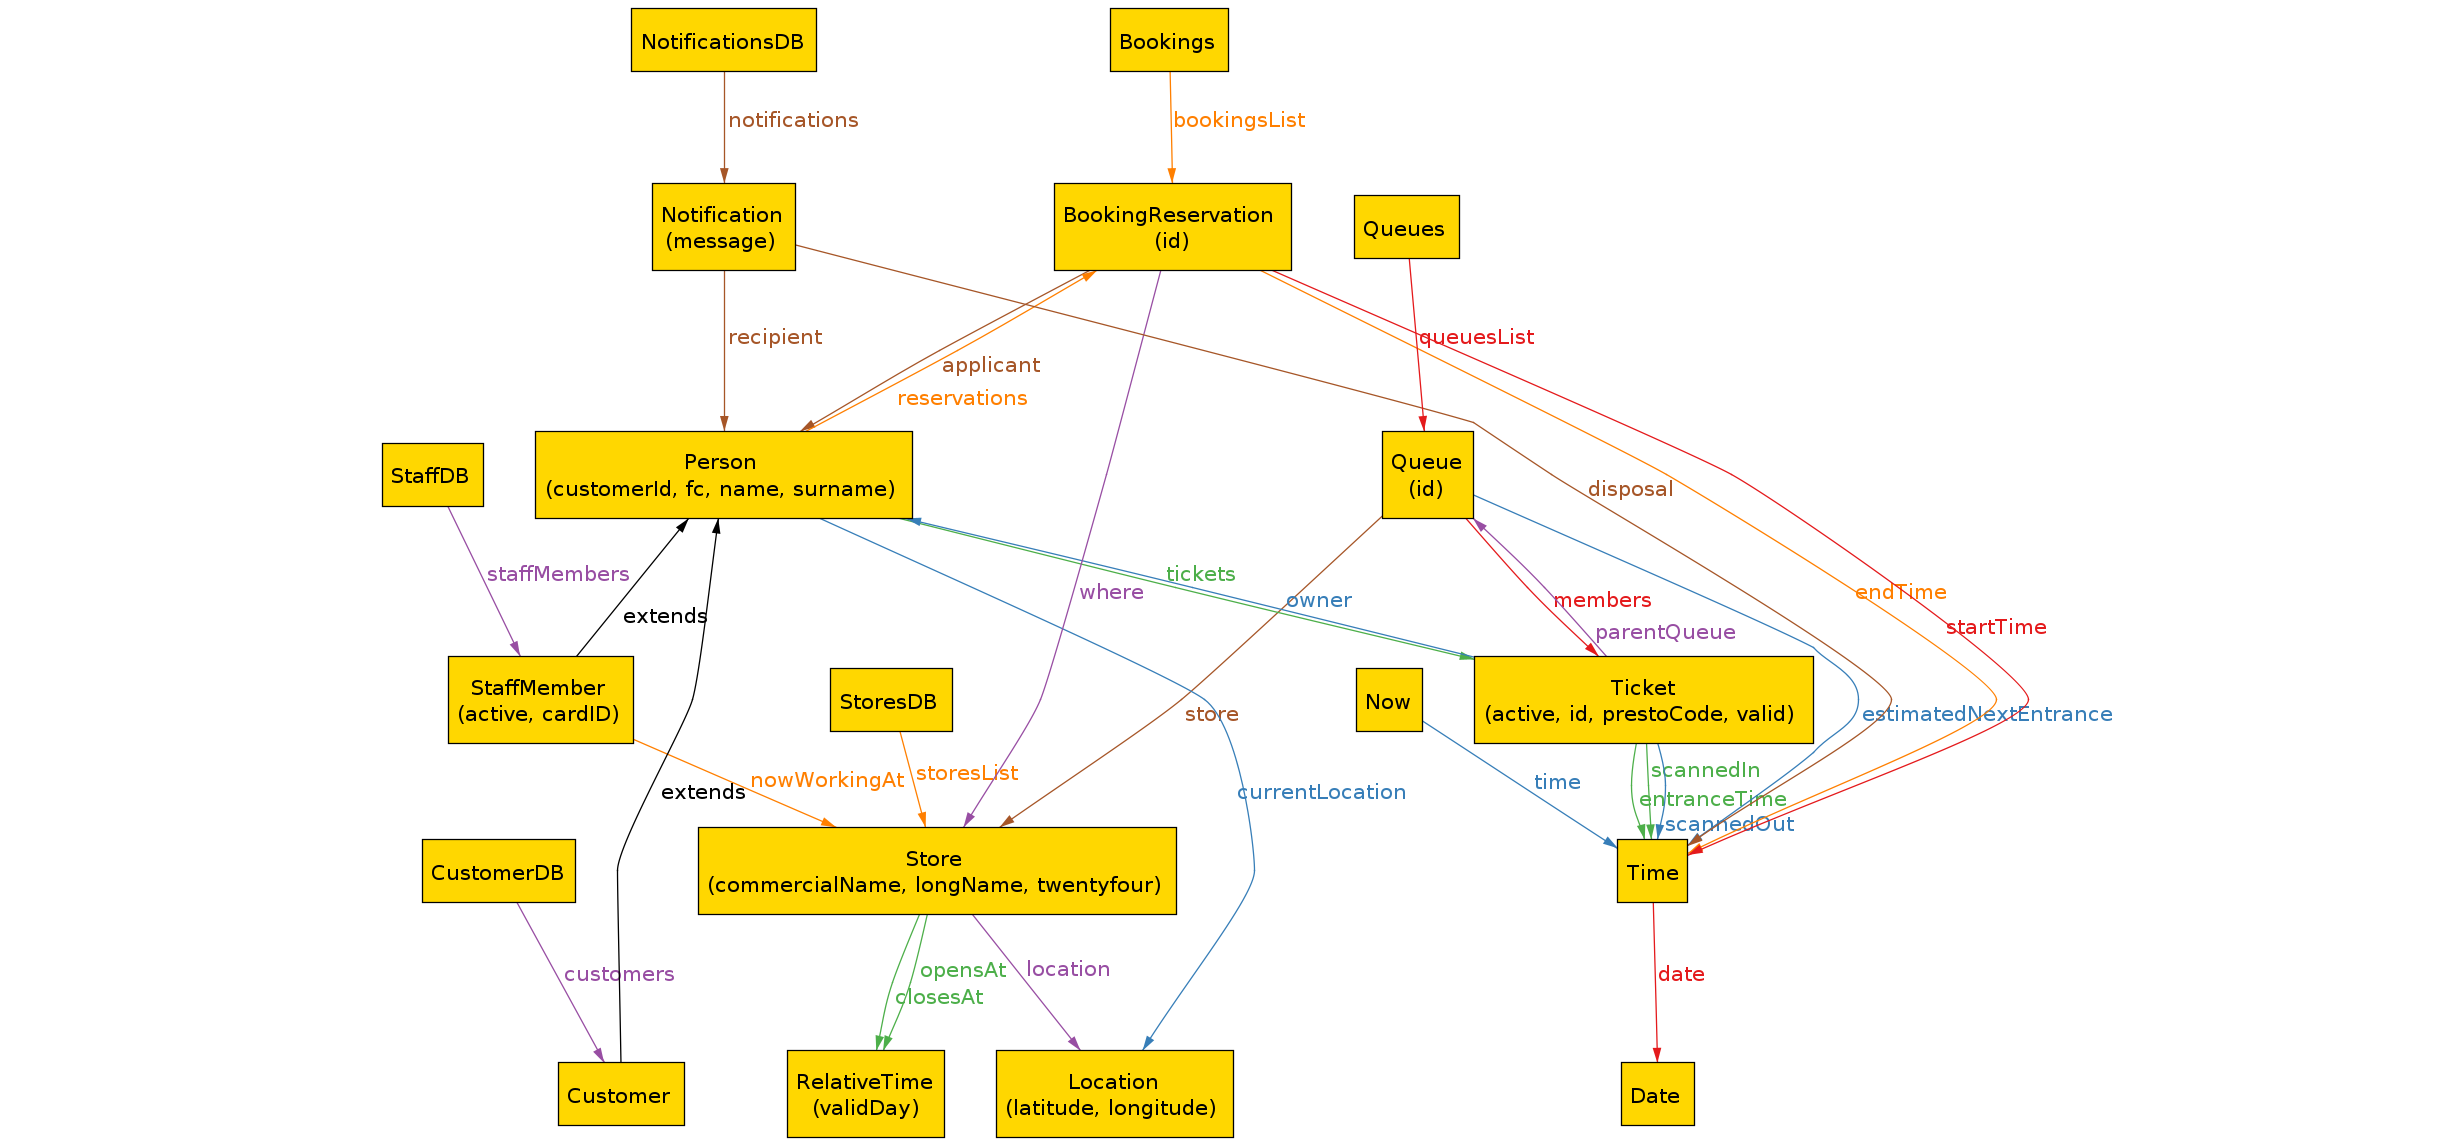 NotificationsDB
Bookings
notifications
bookingsList
Notification
(message)
BookingReservation
(id)
Queues
recipient
queuesList
applicant
reservations
Person
(customerId, fc, name, surname)
StaffDB
Queue
(id)
disposal
staffMembers
tickets
where
owner
members
endTime
extends
parentQueue
startTime
StaffMember
(active, cardID)
StoresDB
Now
Ticket
(active, id, prestoCode, valid)
store
estimatedNextEntrance
nowWorkingAt
storesList
scannedIn
time
extends
currentLocation
entranceTime
scannedOut
CustomerDB
Store
(commercialName, longName, twentyfour)
Time
customers
opensAt
location
date
closesAt
Customer
RelativeTime
(validDay)
Location
(latitude, longitude)
Date